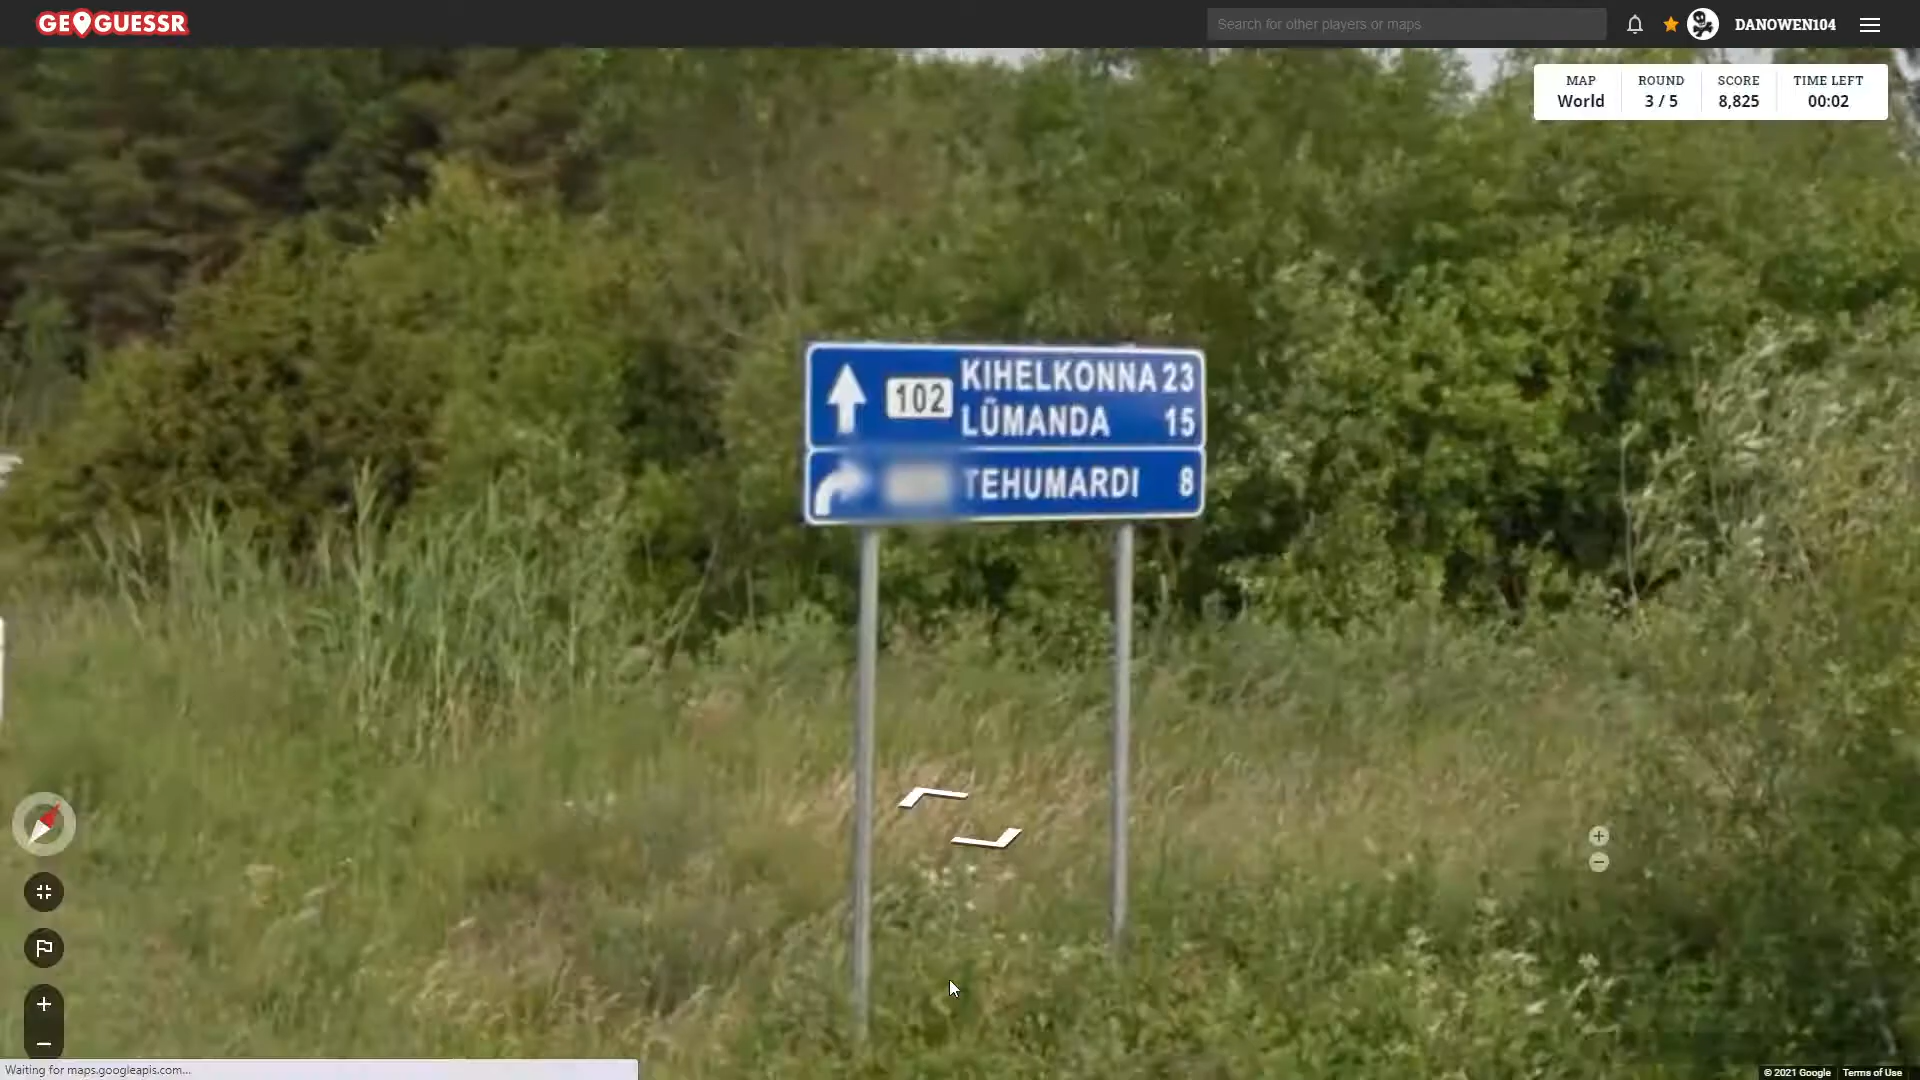 GEOGUESSR
Search for other players or maps
DANOWEN104
MAP ROUND SCORE TIME LEFT
World 3 / 5 8,825 00:02
102 KIHELKONNA 23
LÜMANDA 15
TEHUMARDI 8
Waiting for maps.googleapis.com...
© 2021 Google Terms of Use